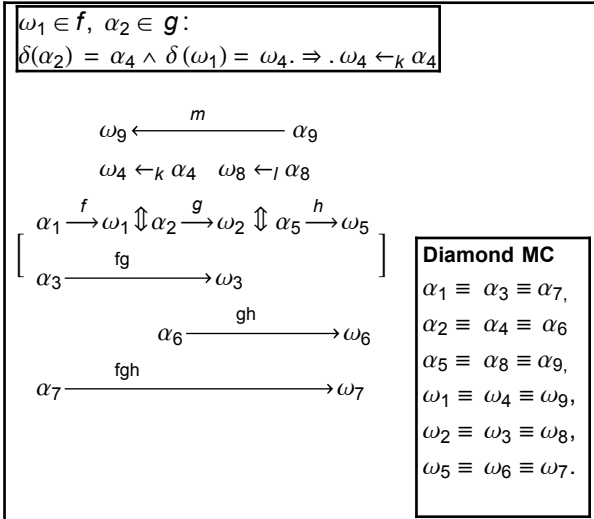 ω₁ ∈ f, α₂ ∈ g :
δ(α₂) = α₄ ∧ δ (ω₁) = ω₄. ⇒ . ω₄ ←ₖ α₄
m
ω₉ ⟵ α₉
ω₄ ←ₖ α₄ ω₈ ←ₗ α₈
f g h
α₁ ⟶ ω₁ ⇕ α₂ ⟶ ω₂ ⇕ α₅ ⟶ ω₅
[ ]
fg
α₃ ⟶ ω₃
gh
α₆ ⟶ ω₆
fgh
α₇ ⟶ ω₇
Diamond MC
α₁ ≡ α₃ ≡ α₇,
α₂ ≡ α₄ ≡ α₆
α₅ ≡ α₈ ≡ α₉,
ω₁ ≡ ω₄ ≡ ω₉,
ω₂ ≡ ω₃ ≡ ω₈,
ω₅ ≡ ω₆ ≡ ω₇.